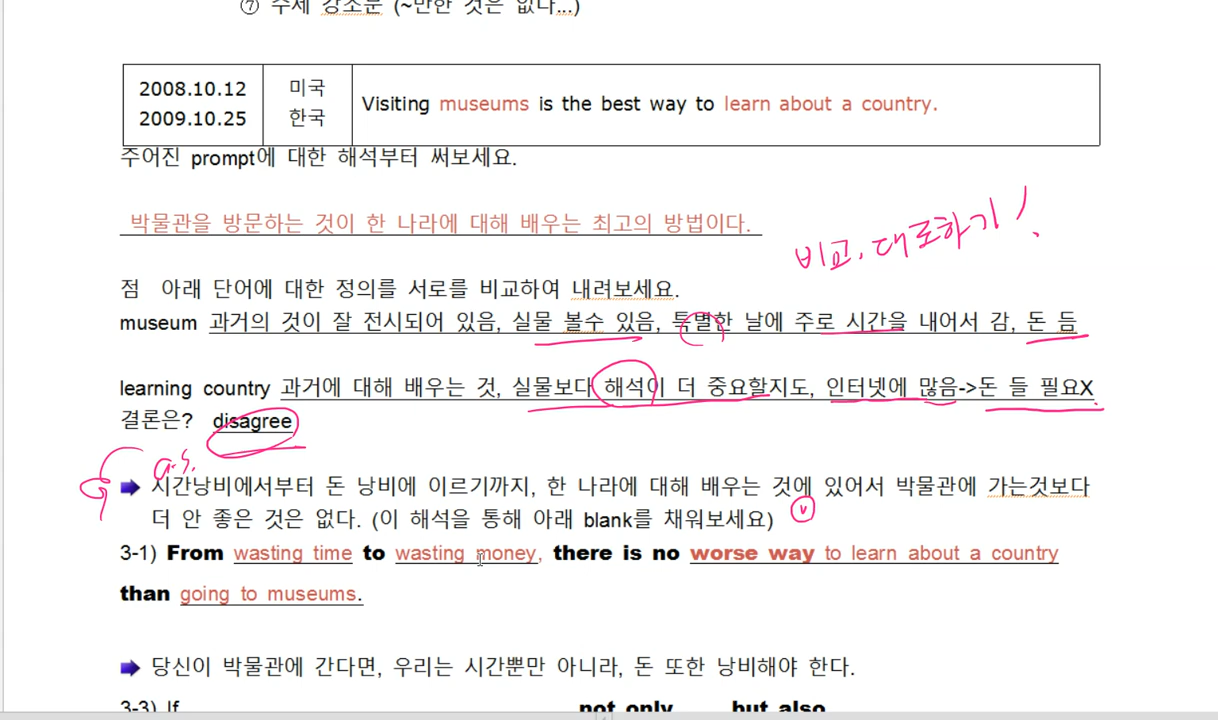 ⑦ 주제 강조문 (~만한 것은 없다...)
2008.10.12
2009.10.25
미국
한국
Visiting museums is the best way to learn about a country.
주어진 prompt에 대한 해석부터 써보세요.
박물관을 방문하는 것이 한 나라에 대해 배우는 최고의 방법이다.
비교, 대로하기!
점 아래 단어에 대한 정의를 서로를 비교하여 내려보세요.
museum 과거의 것이 잘 전시되어 있음, 실물 볼수 있음, 특별한 날에 주로 시간을 내어서 감, 돈 듬
learning country 과거에 대해 배우는 것, 실물보다 해석이 더 중요할지도, 인터넷에 많음->돈 들 필요X
결론은? disagree
a.s.
시간낭비에서부터 돈 낭비에 이르기까지, 한 나라에 대해 배우는 것에 있어서 박물관에 가는것보다
더 안 좋은 것은 없다. (이 해석을 통해 아래 blank를 채워보세요)
v
3-1) From wasting time to wasting money, there is no worse way to learn about a country
than going to museums.
당신이 박물관에 간다면, 우리는 시간뿐만 아니라, 돈 또한 낭비해야 한다.
3-3) If not only but also